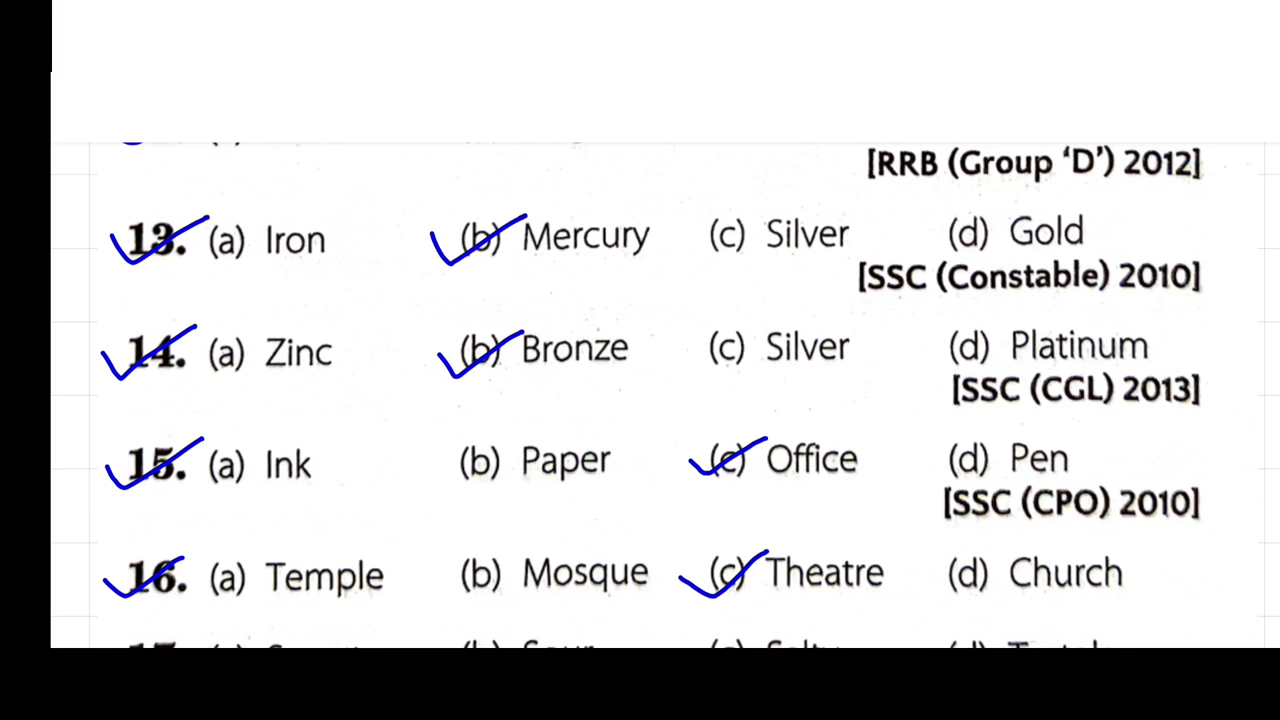 [RRB (Group ‘D’) 2012]
13. (a) Iron (b) Mercury (c) Silver (d) Gold
[SSC (Constable) 2010]
14. (a) Zinc (b) Bronze (c) Silver (d) Platinum
[SSC (CGL) 2013]
15. (a) Ink (b) Paper (c) Office (d) Pen
[SSC (CPO) 2010]
16. (a) Temple (b) Mosque (c) Theatre (d) Church